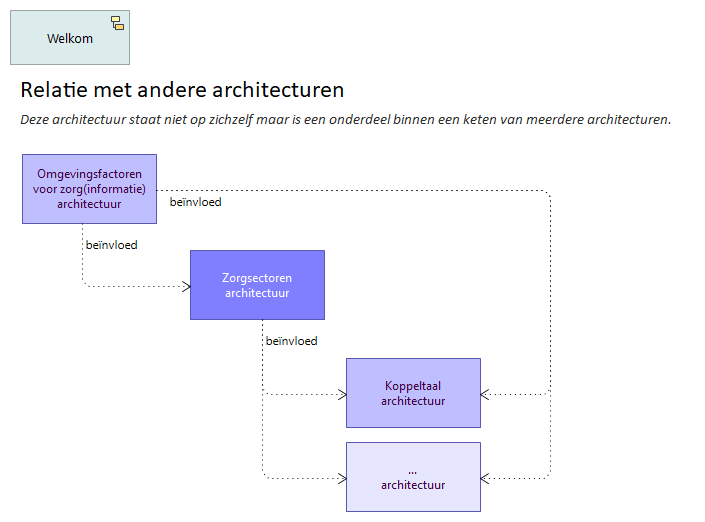 Welkom
Relatie met andere architecturen
Deze architectuur staat niet op zichzelf maar is een onderdeel binnen een keten van meerdere architecturen.
Omgevingsfactoren
voor zorg(informatie)
architectuur
beïnvloed
beïnvloed
Zorgsectoren
architectuur
beïnvloed
Koppeltaal
architectuur
...
architectuur